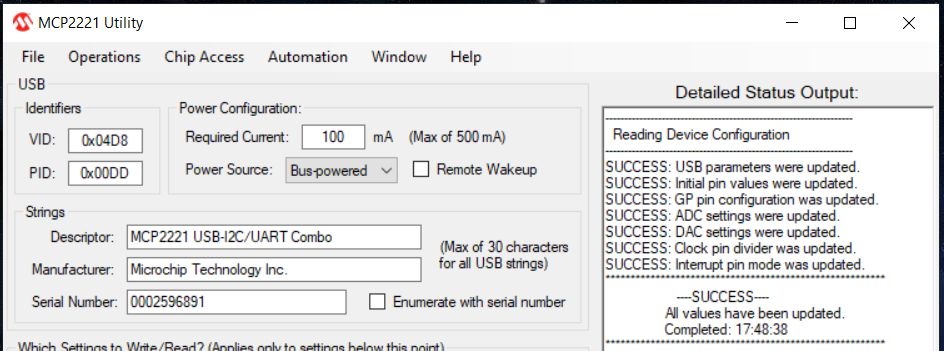 MCP2221 Utility
File Operations Chip Access Automation Window Help
USB
Identifiers
VID: 0x04D8
PID: 0x00DD
Power Configuration:
Required Current: 100 mA (Max of 500 mA)
Power Source: Bus-powered Remote Wakeup
Strings
Descriptor: MCP2221 USB-I2C/UART Combo
Manufacturer: Microchip Technology Inc.
(Max of 30 characters
for all USB strings)
Serial Number: 0002596891 Enumerate with serial number
Which Settings to Write/Read? (Applies only to settings below this point)
Detailed Status Output:
--------------------------------------------------------------
Reading Device Configuration
--------------------------------------------------------------
SUCCESS: USB parameters were updated.
SUCCESS: Initial pin values were updated.
SUCCESS: GP pin configuration was updated.
SUCCESS: ADC settings were updated.
SUCCESS: DAC settings were updated.
SUCCESS: Clock pin divider was updated.
SUCCESS: Interrupt pin mode was updated.
**************************************************************
----SUCCESS----
All values have been updated.
Completed: 17:48:38
**************************************************************